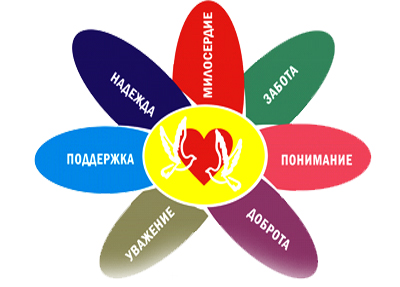 МИЛОСЕРДИЕ
ЗАБОТА
ПОНИМАНИЕ
ДОБРОТА
УВАЖЕНИЕ
ПОДДЕРЖКА
НАДЕЖДА